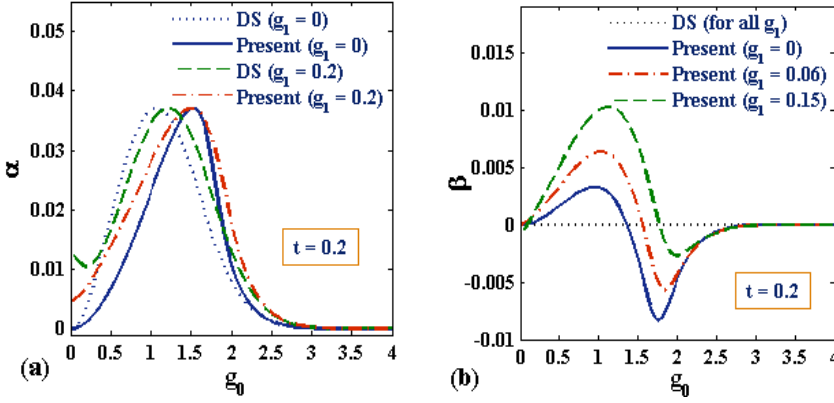 0.05
0.04
0.03
0.02
0.01
0
α
DS (g1 = 0)
Present (g1 = 0)
DS (g1 = 0.2)
Present (g1 = 0.2)
t = 0.2
0 0.5 1 1.5 2 2.5 3 3.5 4
(a)
g0
0.015
0.01
0.005
0
-0.005
-0.01
β
DS (for all g1)
Present (g1 = 0)
Present (g1 = 0.06)
Present (g1 = 0.15)
t = 0.2
0 0.5 1 1.5 2 2.5 3 3.5 4
(b)
g0